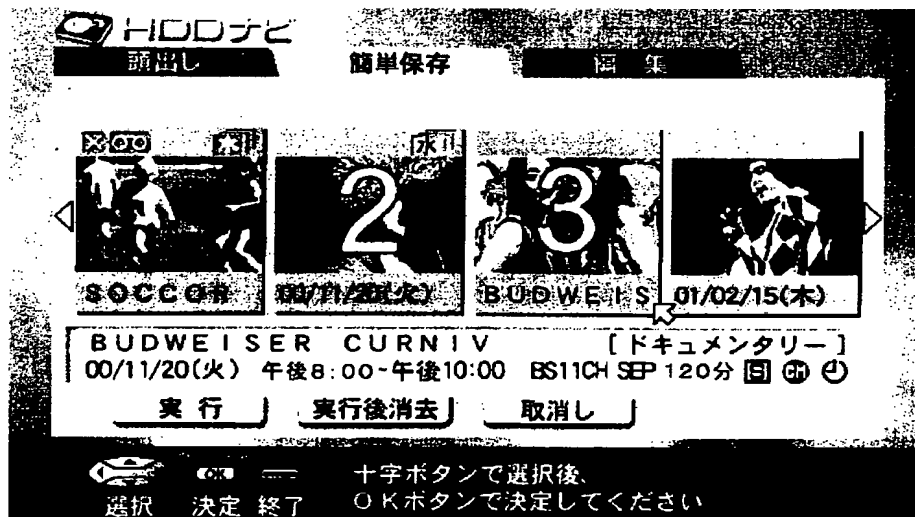 HDDナビ
頭出し 簡単保存 編集
2 3
SOCCOR 00/11/20(火) BUDWEIS 01/02/15(木)
BUDWEISER CURNIV [ドキュメンタリー]
00/11/20(火) 午後8:00~午後10:00 BS11CH SEP 120分
実行 実行後消去 取消し
OK
十字ボタンで選択後、
選択 決定 終了 OKボタンで決定してください